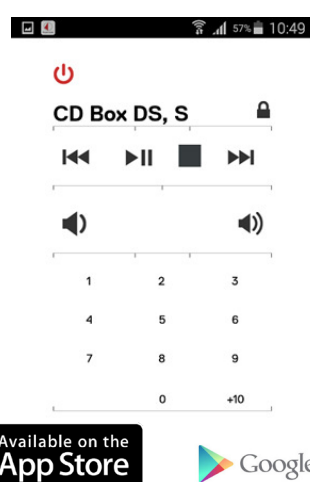 57% 10:49
CD Box DS, S
1 2 3
4 5 6
7 8 9
0 +10
Available on the
App Store
Google